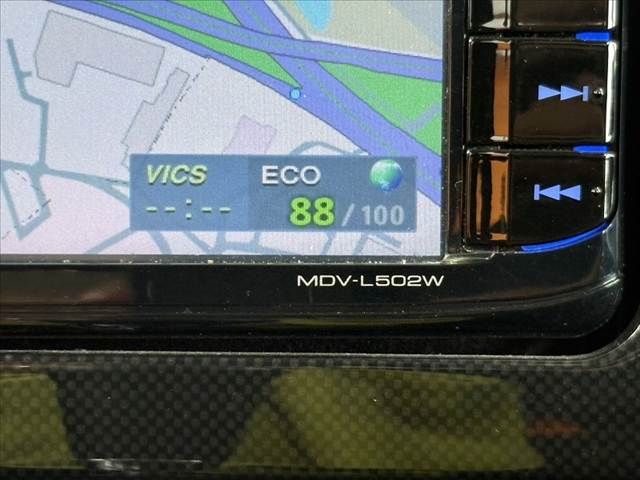 VICS ECO
--:-- 88/100
MDV-L502W